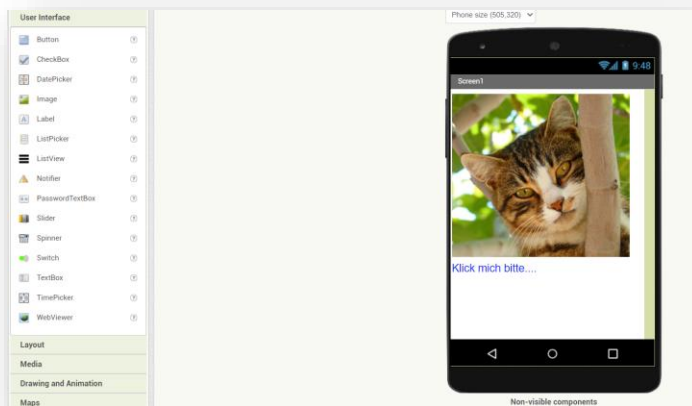 User Interface
Button
CheckBox
DatePicker
Image
Label
ListPicker
ListView
Notifier
PasswordTextBox
Slider
Spinner
Switch
TextBox
TimePicker
WebViewer
Layout
Media
Drawing and Animation
Maps
Phone size (505,320)
9:48
Screen1
Klick mich bitte....
Non-visible components